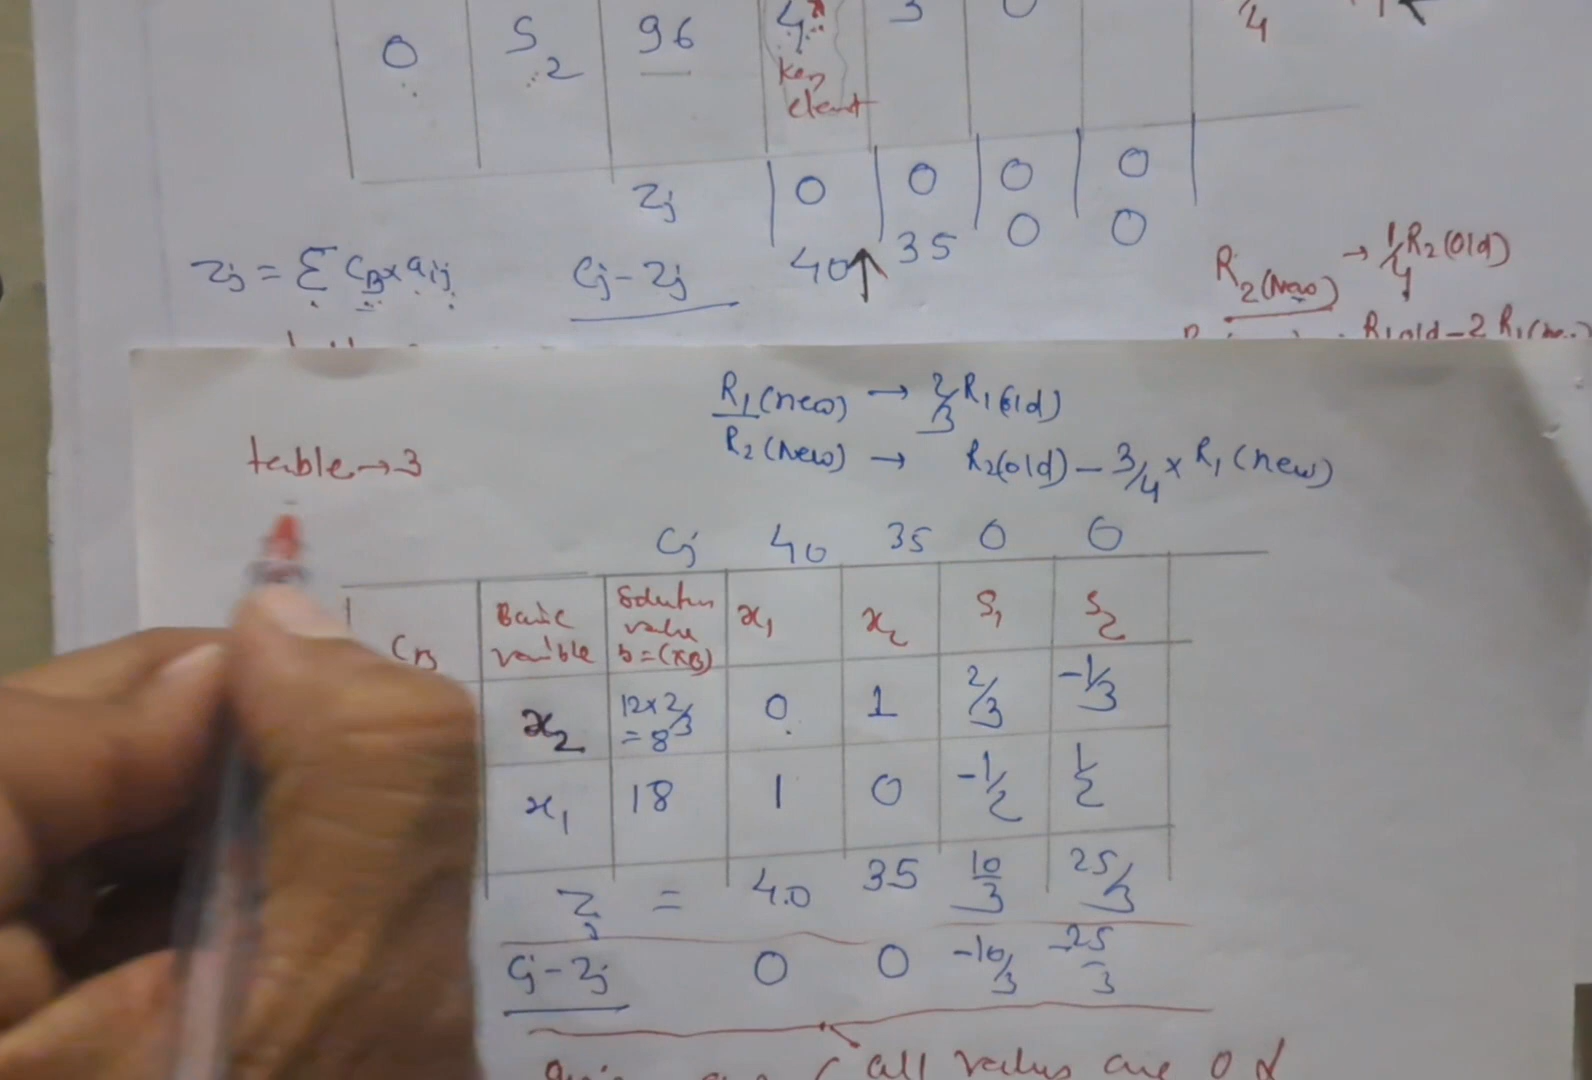 0 S2 96 4 3 0 4
key
element
Zj 0 0 0 0
Cj-Zj 40 35 0 0
Zj = Σ CB×aij
R2(New) → 1/4 R2(Old)
R1old-2 R1(
R1(new) → 2/3 R1(old)
R2(New) → R2(old) - 3/4 × R1(new)
table→3
Cj 40 35 0 0
CB Basic variable Solution value b=(XB) x1 x2 S1 S2
x2 12×2/3 =8 0 1 2/3 -1/3
x1 18 1 0 -1/2 1/2
Zj = 40 35 10/3 25/3
Cj-Zj 0 0 -10/3 -25/3
all values are 0